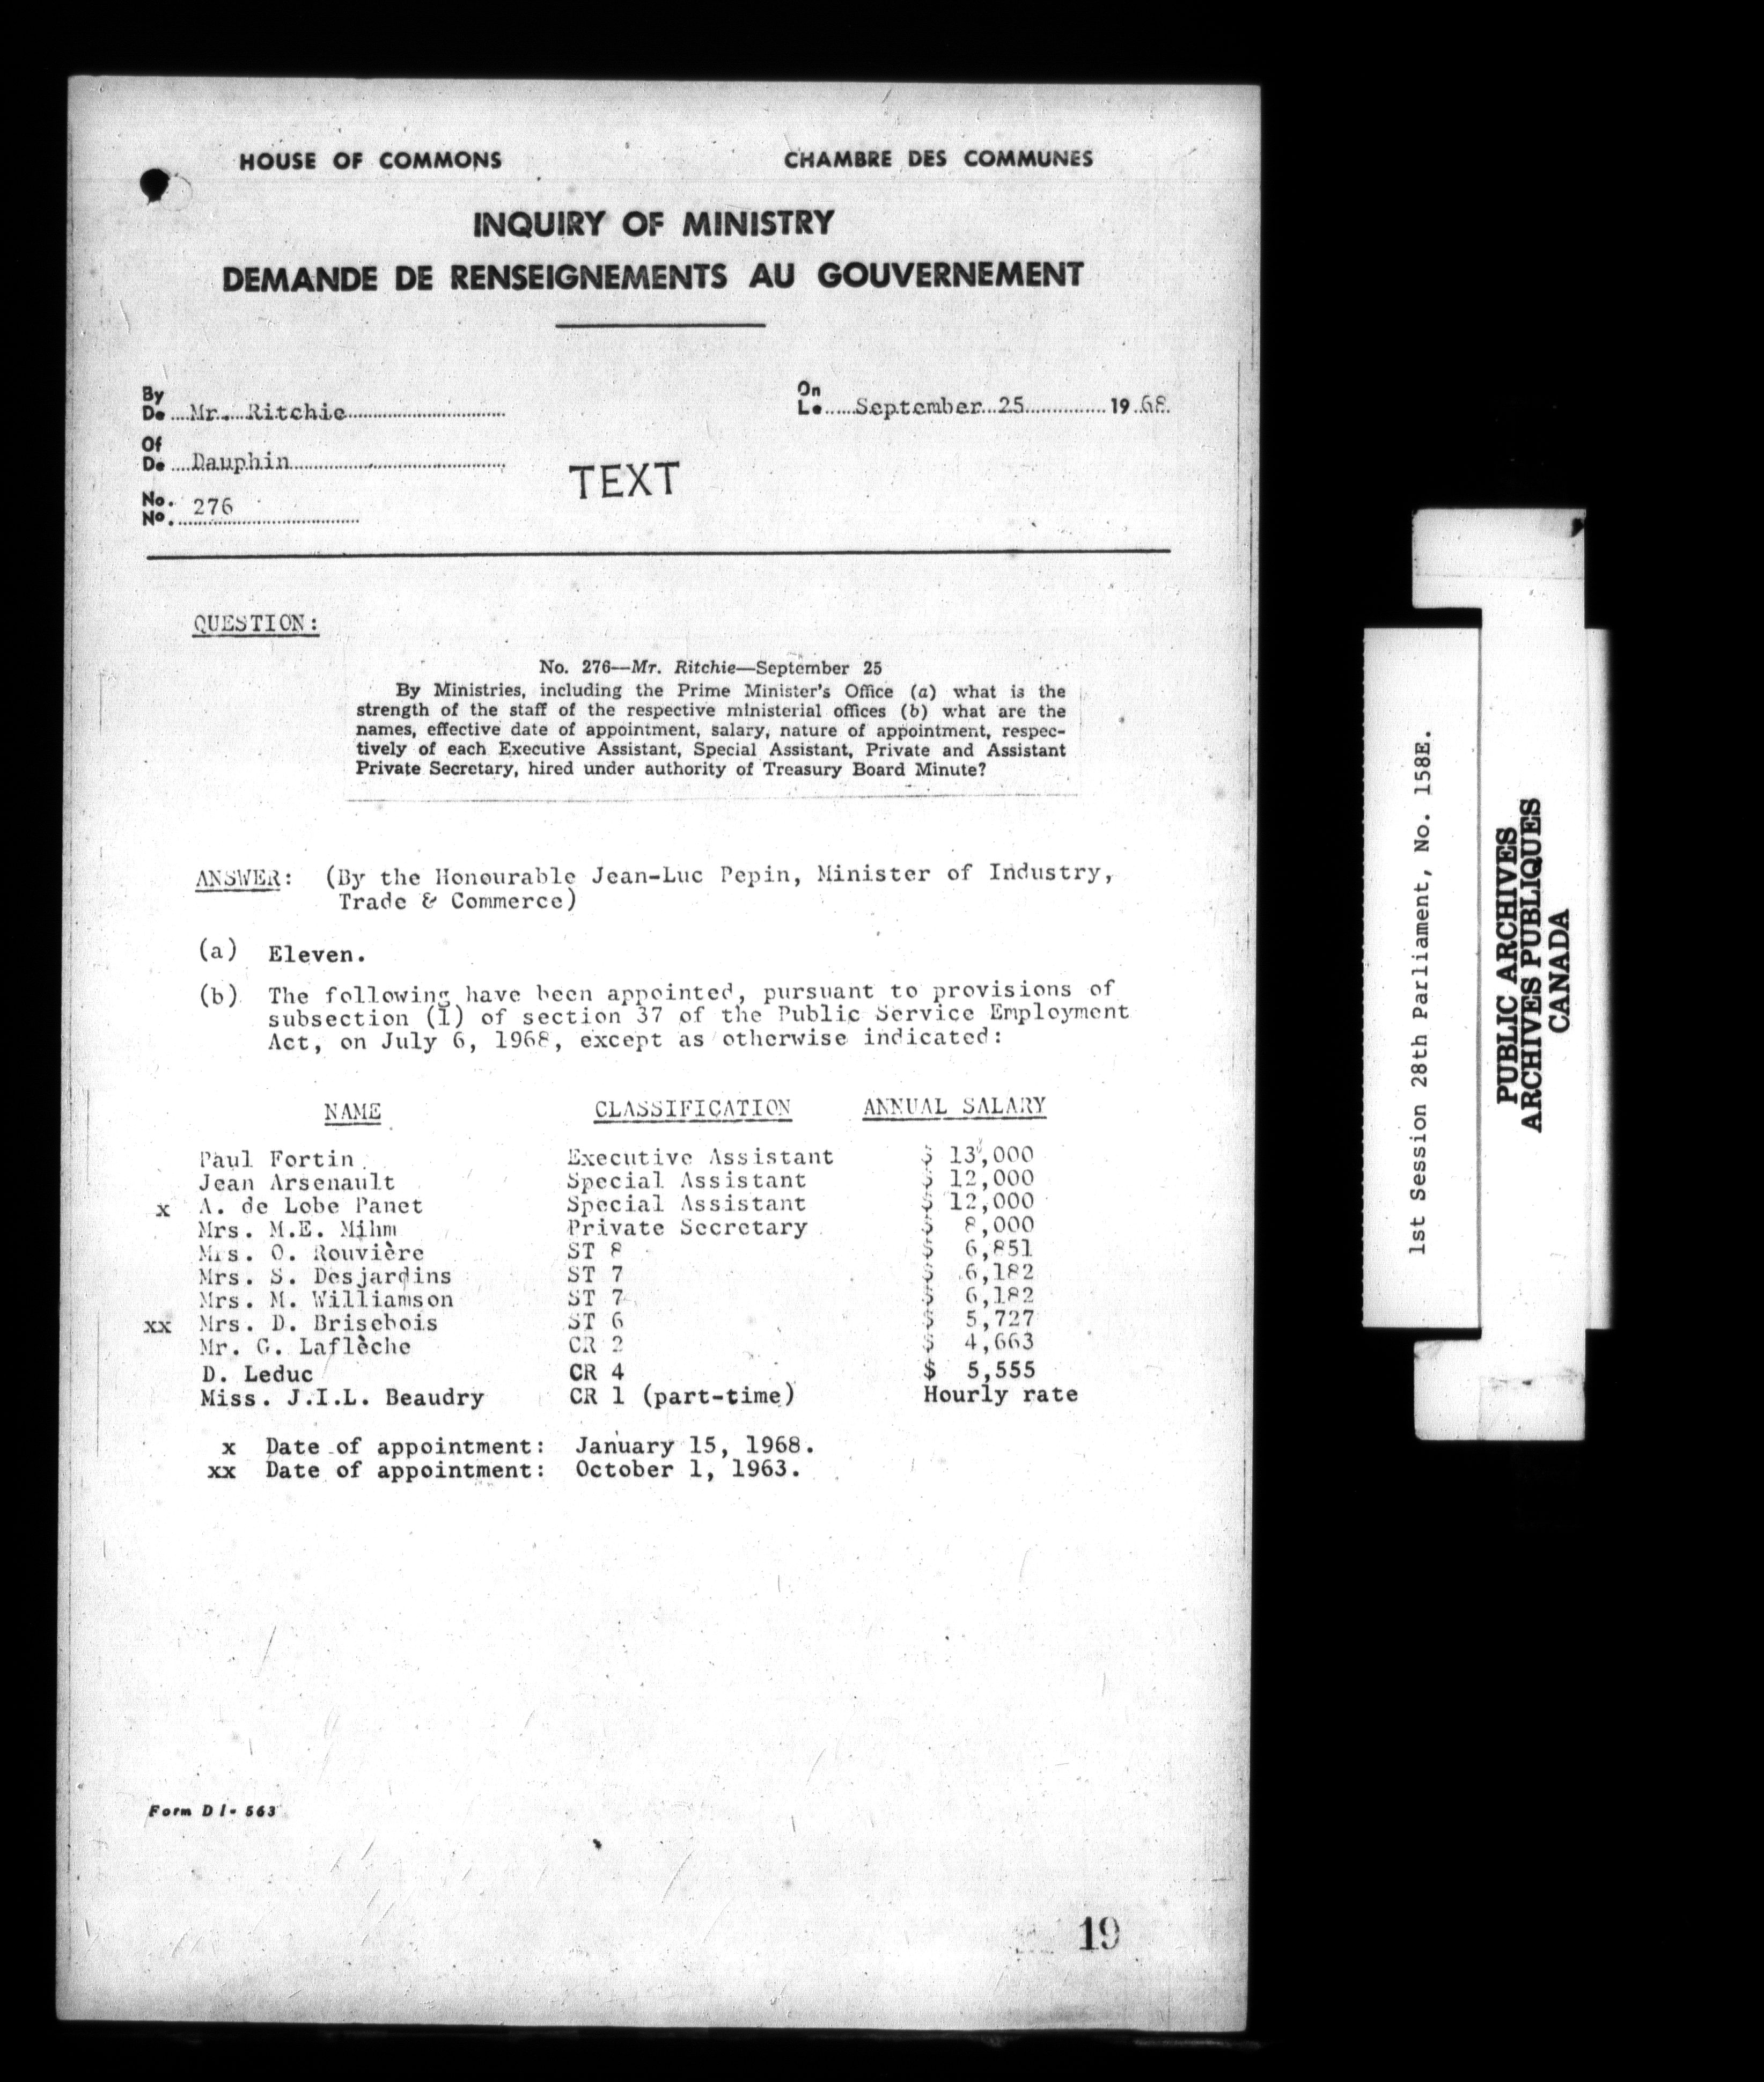 HOUSE OF COMMONS CHAMBRE DES COMMUNES
INQUIRY OF MINISTRY
DEMANDE DE RENSEIGNEMENTS AU GOUVERNEMENT
By
De Mr. Ritchie
On
Le September 25 1968
Of
De Dauphin
TEXT
No.
No. 276
QUESTION:
No. 276—Mr. Ritchie—September 25
By Ministries, including the Prime Minister's Office (a) what is the
strength of the staff of the respective ministerial offices (b) what are the
names, effective date of appointment, salary, nature of appointment, respec-
tively of each Executive Assistant, Special Assistant, Private and Assistant
Private Secretary, hired under authority of Treasury Board Minute?
ANSWER: (By the Honourable Jean-Luc Pepin, Minister of Industry,
Trade & Commerce)
(a) Eleven.
(b) The following have been appointed, pursuant to provisions of
subsection (1) of section 37 of the Public Service Employment
Act, on July 6, 1968, except as otherwise indicated:
NAME CLASSIFICATION ANNUAL SALARY
Paul Fortin Executive Assistant $ 13,000
Jean Arsenault Special Assistant $ 12,000
x A. de Lobe Panet Special Assistant $ 12,000
Mrs. M.E. Mihm Private Secretary $ 8,000
Mrs. O. Rouvière ST 8 $ 6,851
Mrs. S. Desjardins ST 7 $ 6,182
Mrs. M. Williamson ST 7 $ 6,182
xx Mrs. D. Brisebois ST 6 $ 5,727
Mr. G. Laflèche CR 2 $ 4,663
D. Leduc CR 4 $ 5,555
Miss. J.I.L. Beaudry CR 1 (part-time) Hourly rate
x Date of appointment: January 15, 1968.
xx Date of appointment: October 1, 1963.
Form DI-563
19
1st Session 28th Parliament, No. 158E.
PUBLIC ARCHIVES
ARCHIVES PUBLIQUES
CANADA